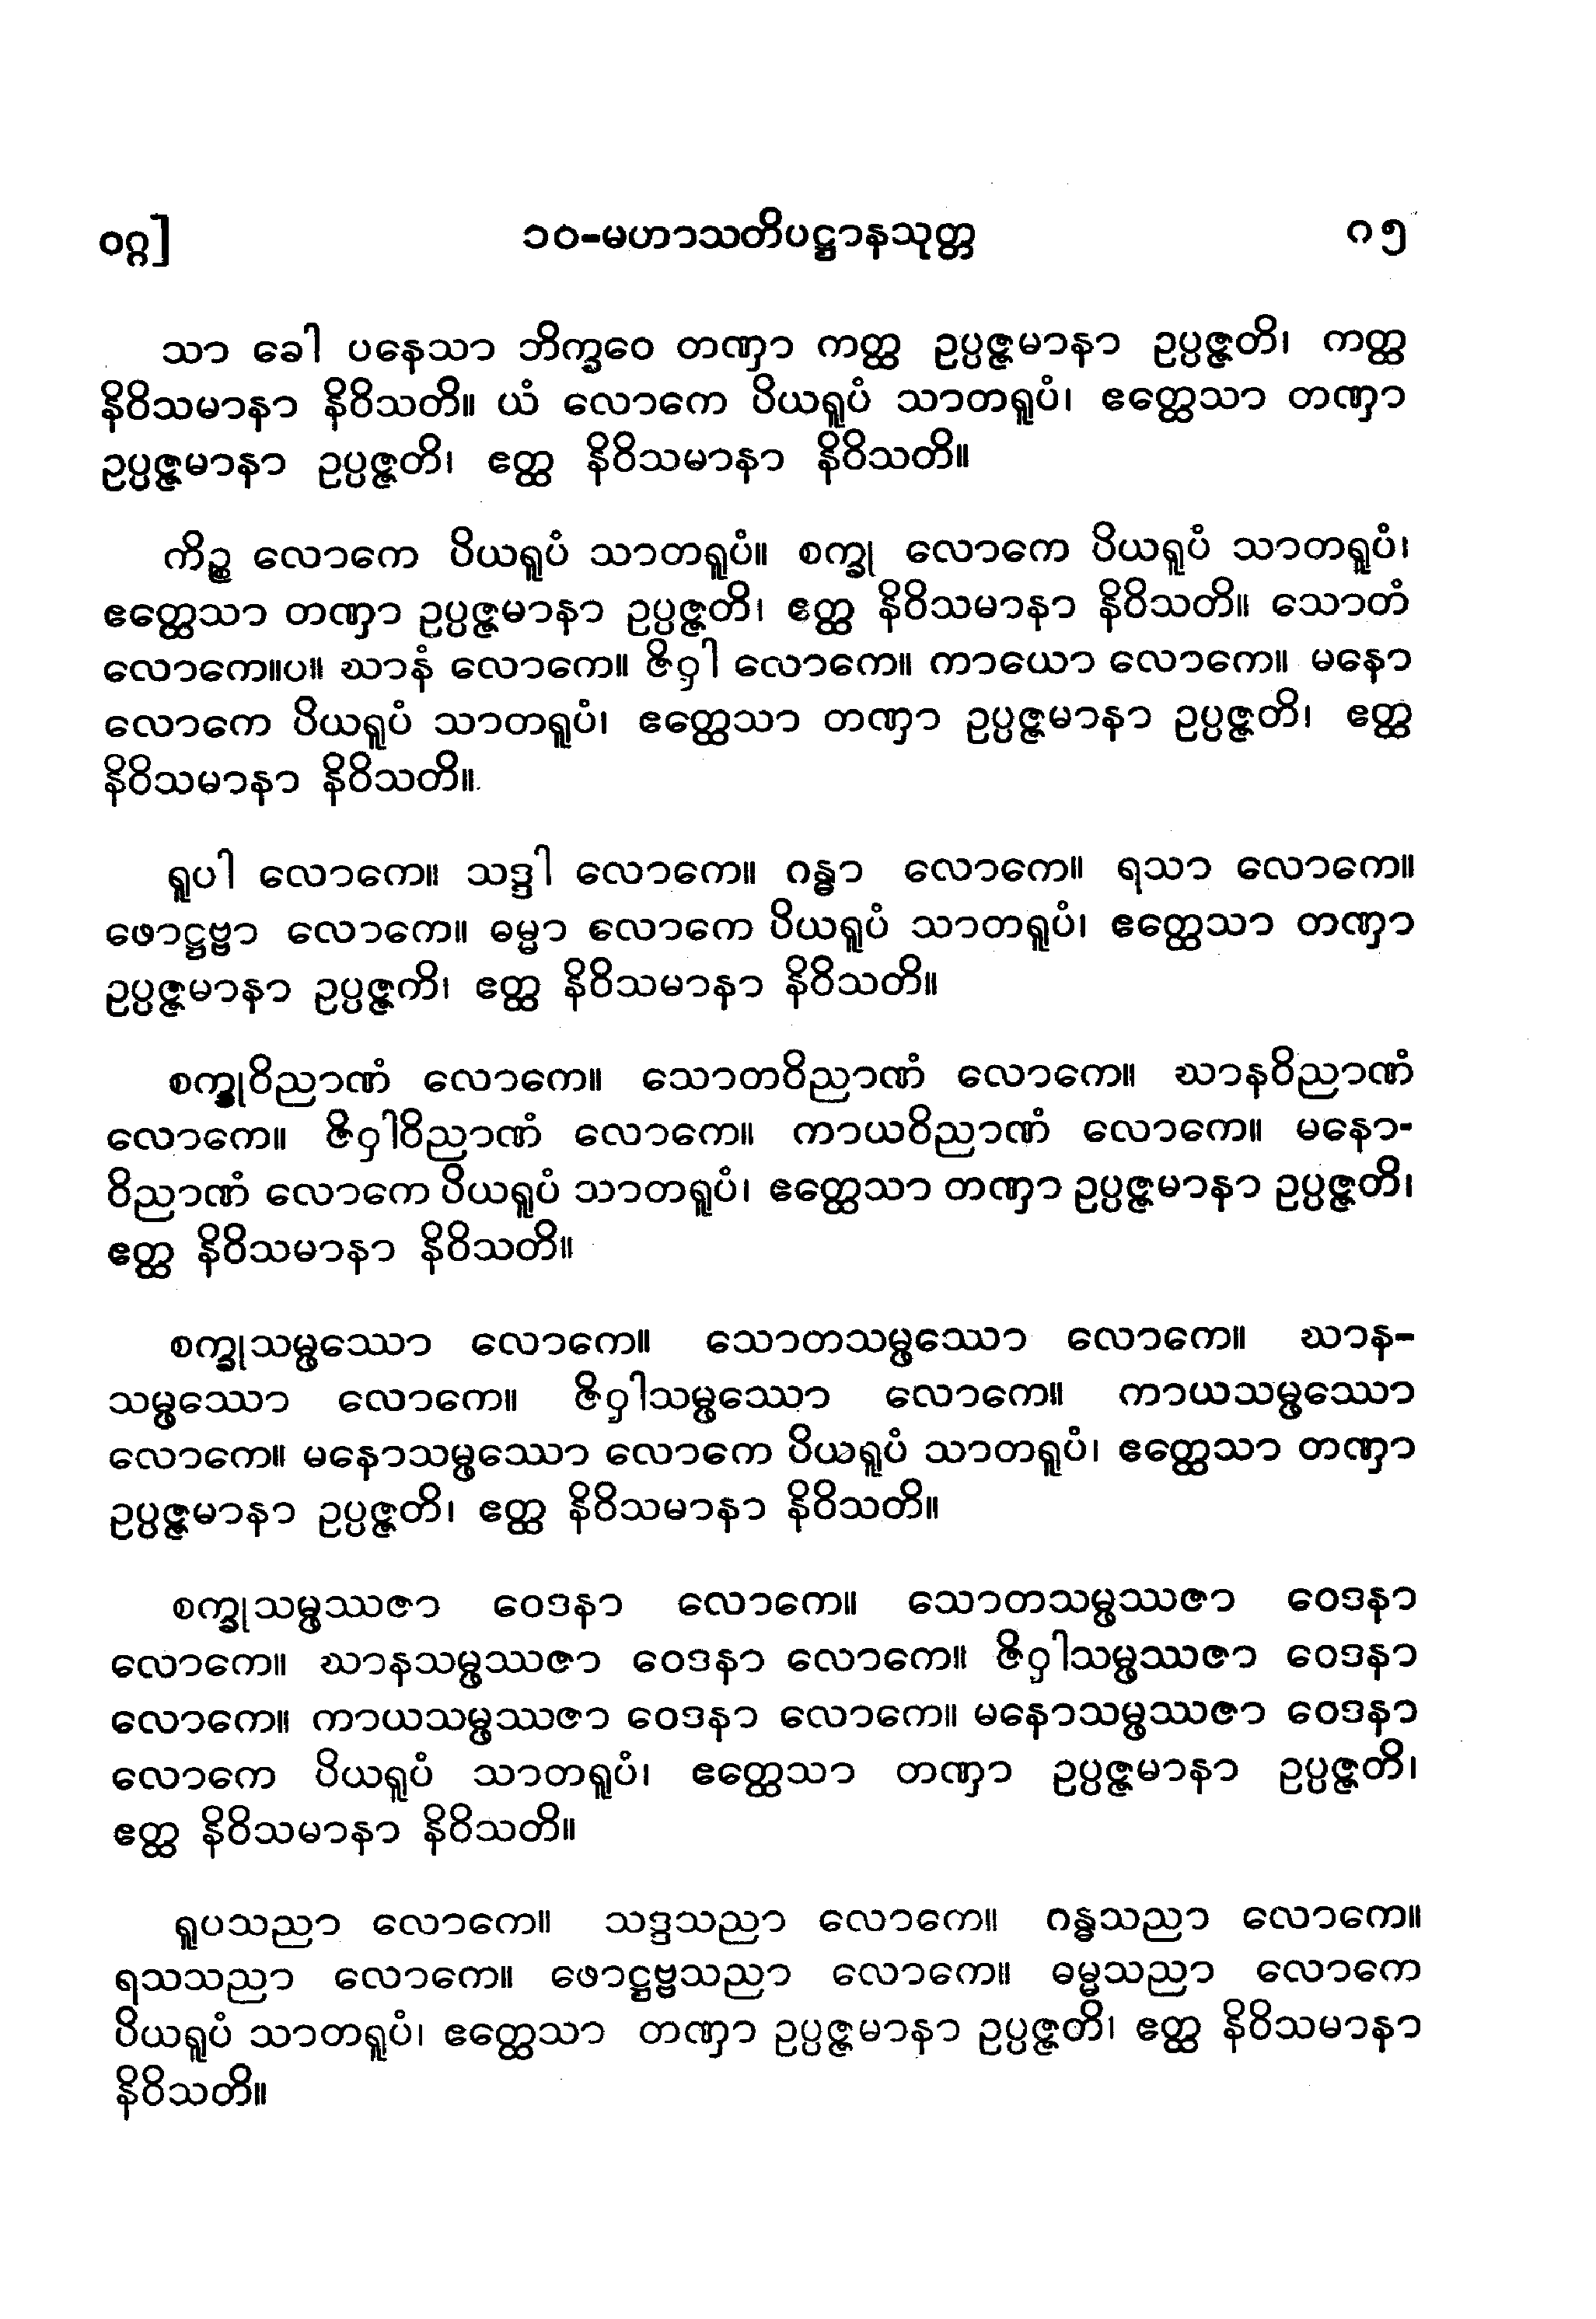 ဝဂ္ဂ]
၁၀-မဟာသတိပဋ္ဌာနသုတ္တ
၈၅
သာ ခေါ ပနေသာ ဘိက္ခဝေ တဏှာ ကတ္ထ ဥပ္ပဇ္ဇမာနာ ဥပ္ပဇ္ဇတိ၊ ကတ္ထ
နိဝိသမာနာ နိဝိသတိ။ ယံ လောကေ ပိယရူပံ သာတရူပံ၊ ဧတ္ထေသာ တဏှာ
ဥပ္ပဇ္ဇမာနာ ဥပ္ပဇ္ဇတိ၊ ဧတ္ထ နိဝိသမာနာ နိဝိသတိ။
ကိဉ္စ လောကေ ပိယရူပံ သာတရူပံ။ စက္ခု လောကေ ပိယရူပံ သာတရူပံ၊
ဧတ္ထေသာ တဏှာ ဥပ္ပဇ္ဇမာနာ ဥပ္ပဇ္ဇတိ၊ ဧတ္ထ နိဝိသမာနာ နိဝိသတိ။ သောတံ
လောကေ။ပ။ ဃာနံ လောကေ။ ဇိဝှါ လောကေ။ ကာယော လောကေ။ မနော
လောကေ ပိယရူပံ သာတရူပံ၊ ဧတ္ထေသာ တဏှာ ဥပ္ပဇ္ဇမာနာ ဥပ္ပဇ္ဇတိ၊ ဧတ္ထ
နိဝိသမာနာ နိဝိသတိ။
ရူပါ လောကေ။ သဒ္ဒါ လောကေ။ ဂန္ဓာ လောကေ။ ရသာ လောကေ။
ဖောဋ္ဌဗ္ဗာ လောကေ။ ဓမ္မာ လောကေ ပိယရူပံ သာတရူပံ၊ ဧတ္ထေသာ တဏှာ
ဥပ္ပဇ္ဇမာနာ ဥပ္ပဇ္ဇကိ၊ ဧတ္ထ နိဝိသမာနာ နိဝိသတိ။
စက္ခုဝိညာဏံ လောကေ။ သောတဝိညာဏံ လောကေ။ ဃာနဝိညာဏံ
လောကေ။ ဇိဝှါဝိညာဏံ လောကေ။ ကာယဝိညာဏံ လောကေ။ မနော-
ဝိညာဏံ လောကေ ပိယရူပံ သာတရူပံ၊ ဧတ္ထေသာ တဏှာ ဥပ္ပဇ္ဇမာနာ ဥပ္ပဇ္ဇတိ၊
ဧတ္ထ နိဝိသမာနာ နိဝိသတိ။
စက္ခုသမ္ဖဿော လောကေ။ သောတသမ္ဖဿော လောကေ။ ဃာန-
သမ္ဖဿော လောကေ။ ဇိဝှါသမ္ဖဿော လောကေ။ ကာယသမ္ဖဿော
လောကေ။ မနောသမ္ဖဿော လောကေ ပိယရူပံ သာတရူပံ၊ ဧတ္ထေသာ တဏှာ
ဥပ္ပဇ္ဇမာနာ ဥပ္ပဇ္ဇတိ၊ ဧတ္ထ နိဝိသမာနာ နိဝိသတိ။
စက္ခုသမ္ဖဿဇာ ဝေဒနာ လောကေ။ သောတသမ္ဖဿဇာ ဝေဒနာ
လောကေ။ ဃာနသမ္ဖဿဇာ ဝေဒနာ လောကေ။ ဇိဝှါသမ္ဖဿဇာ ဝေဒနာ
လောကေ။ ကာယသမ္ဖဿဇာ ဝေဒနာ လောကေ။ မနောသမ္ဖဿဇာ ဝေဒနာ
လောကေ ပိယရူပံ သာတရူပံ၊ ဧတ္ထေသာ တဏှာ ဥပ္ပဇ္ဇမာနာ ဥပ္ပဇ္ဇတိ၊
ဧတ္ထ နိဝိသမာနာ နိဝိသတိ။
ရူပသညာ လောကေ။ သဒ္ဒသညာ လောကေ။ ဂန္ဓသညာ လောကေ။
ရသသညာ လောကေ။ ဖောဋ္ဌဗ္ဗသညာ လောကေ။ ဓမ္မသညာ လောကေ
ပိယရူပံ သာတရူပံ၊ ဧတ္ထေသာ တဏှာ ဥပ္ပဇ္ဇမာနာ ဥပ္ပဇ္ဇတိ၊ ဧတ္ထ နိဝိသမာနာ
နိဝိသတိ။